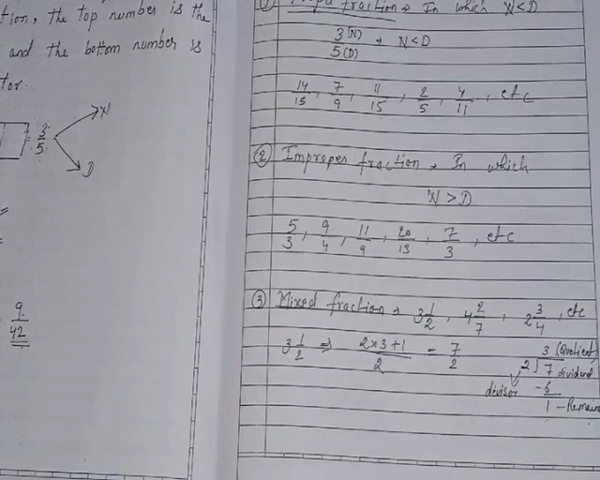 tion, the top number is the
and the bottom number is
tor.
= 3/5 N
D
=
9/42
① fraction → In which N<D
3(N)/5(D) → N<D
14/15, 7/9, 11/15, 2/5, 4/11, etc
② Improper fraction → In which
N>D
5/3, 9/4, 11/9, 20/13, 7/3, etc
③ Mixed fraction → 3 1/2, 4 2/7, 2 3/4, etc
3 1/2 ⇒ 2×3+1/2 = 7/2
3 (Quotient)
2) 7 dividend
divisor -6
1 - Remain